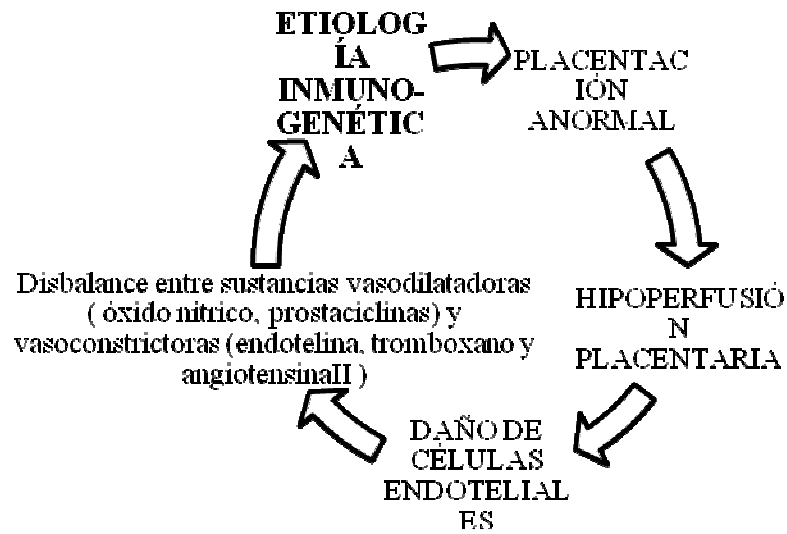 ETIOLOG
ÍA
INMUNO-
GENÉTIC
A
PLACENTAC
IÓN
ANORMAL
HIPOPERFUSIÓ
N
PLACENTARIA
DAÑO DE
CÉLULAS
ENDOTELIAL
ES
Disbalance entre sustancias vasodilatadoras
( óxido nitrico, prostaciclinas) y
vasoconstrictoras (endotelina, tromboxano y
angiotensinaII )